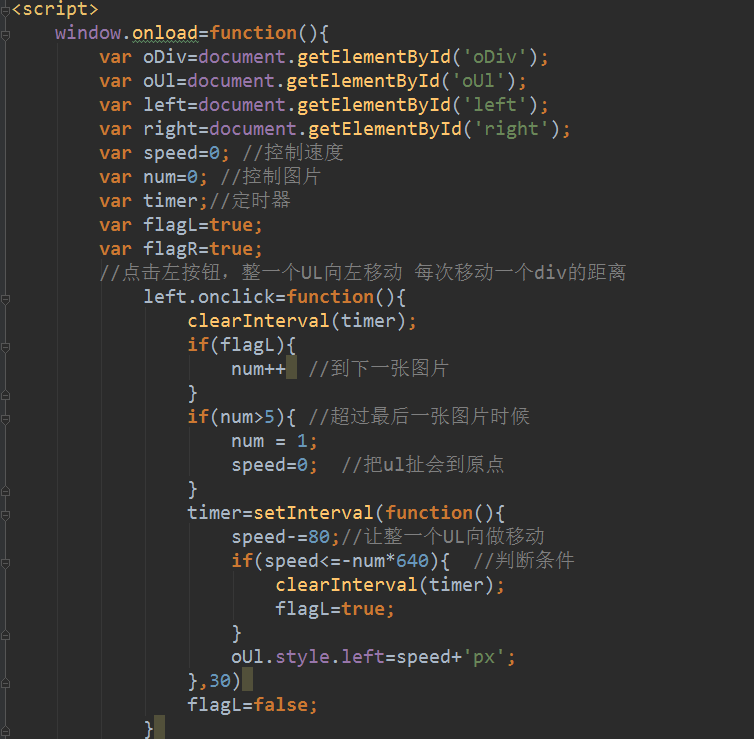 <script>
window.onload=function(){
var oDiv=document.getElementById('oDiv');
var oUl=document.getElementById('oUl');
var left=document.getElementById('left');
var right=document.getElementById('right');
var speed=0; //控制速度
var num=0; //控制图片
var timer;//定时器
var flagL=true;
var flagR=true;
//点击左按钮，整一个UL向左移动 每次移动一个div的距离
left.onclick=function(){
clearInterval(timer);
if(flagL){
num++ //到下一张图片
}
if(num>5){ //超过最后一张图片时候
num = 1;
speed=0; //把ul扯会到原点
}
timer=setInterval(function(){
speed-=80;//让整一个UL向做移动
if(speed<=-num*640){ //判断条件
clearInterval(timer);
flagL=true;
}
oUl.style.left=speed+'px';
},30)
flagL=false;
}